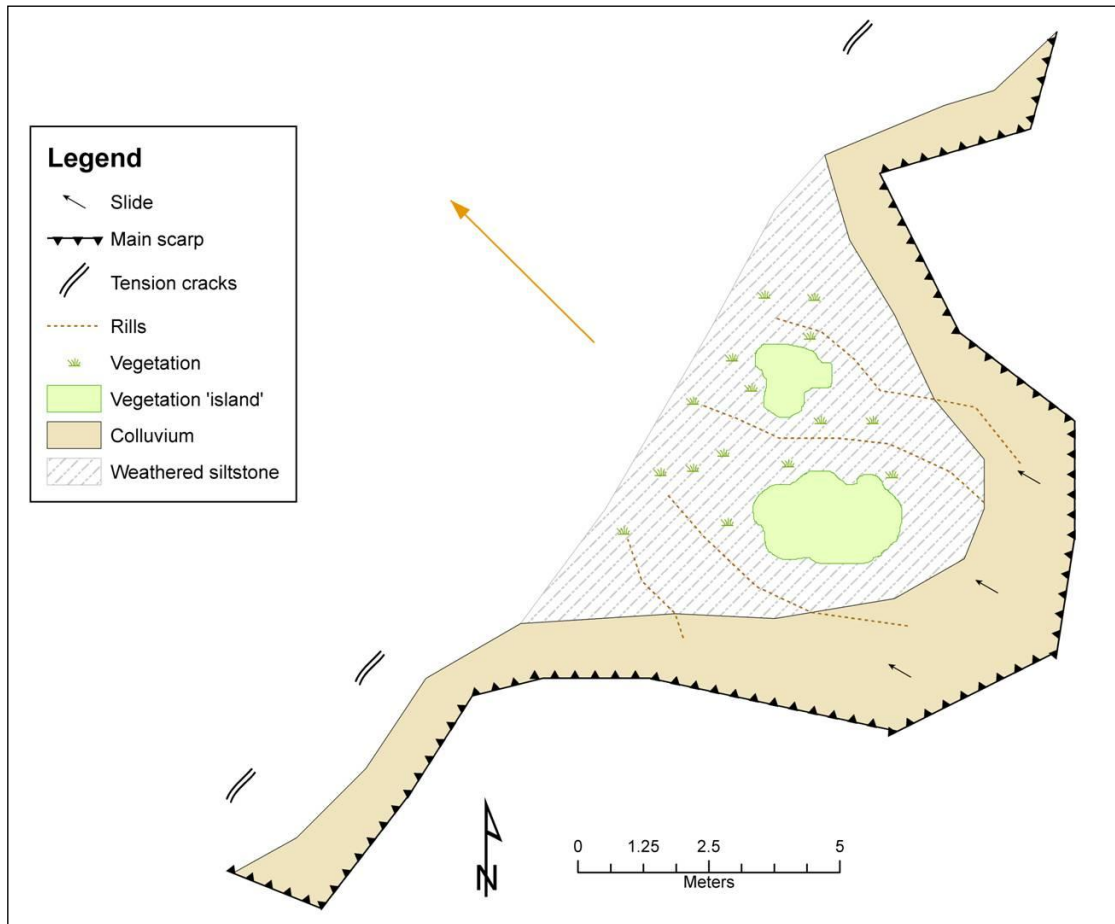 Legend
Slide
Main scarp
Tension cracks
Rills
Vegetation
Vegetation 'island'
Colluvium
Weathered siltstone
N
0 1.25 2.5 5
Meters